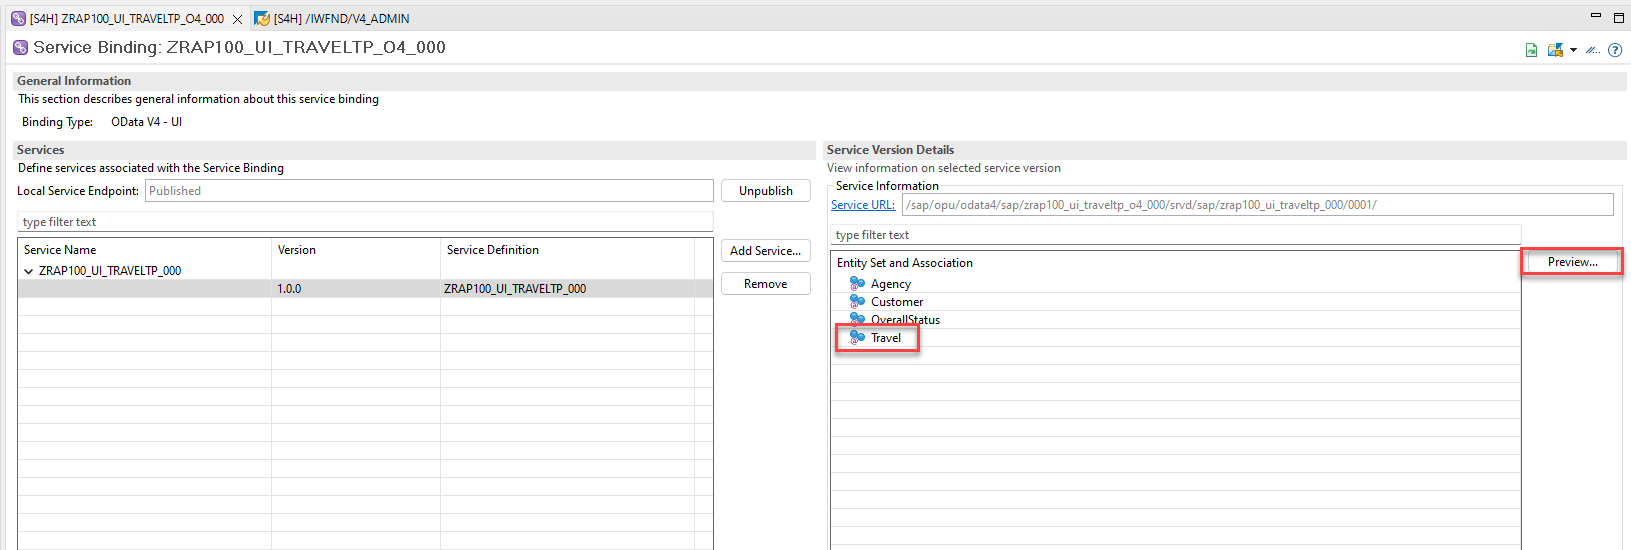 [S4H] ZRAP100_UI_TRAVELTP_O4_000
[S4H] /IWFND/V4_ADMIN
Service Binding: ZRAP100_UI_TRAVELTP_O4_000
General Information
This section describes general information about this service binding
Binding Type: OData V4 - UI
Services
Define services associated with the Service Binding
Local Service Endpoint: Published
Unpublish
type filter text
Service Name Version Service Definition
ZRAP100_UI_TRAVELTP_000
1.0.0 ZRAP100_UI_TRAVELTP_000
Add Service...
Remove
Service Version Details
View information on selected service version
Service Information
Service URL: /sap/opu/odata4/sap/zrap100_ui_traveltp_o4_000/srvd/sap/zrap100_ui_traveltp_000/0001/
type filter text
Entity Set and Association
Agency
Customer
OverallStatus
Travel
Preview...